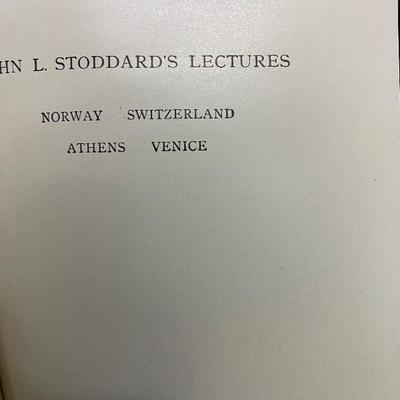 HN L. STODDARD'S LECTURES
NORWAY SWITZERLAND
ATHENS VENICE